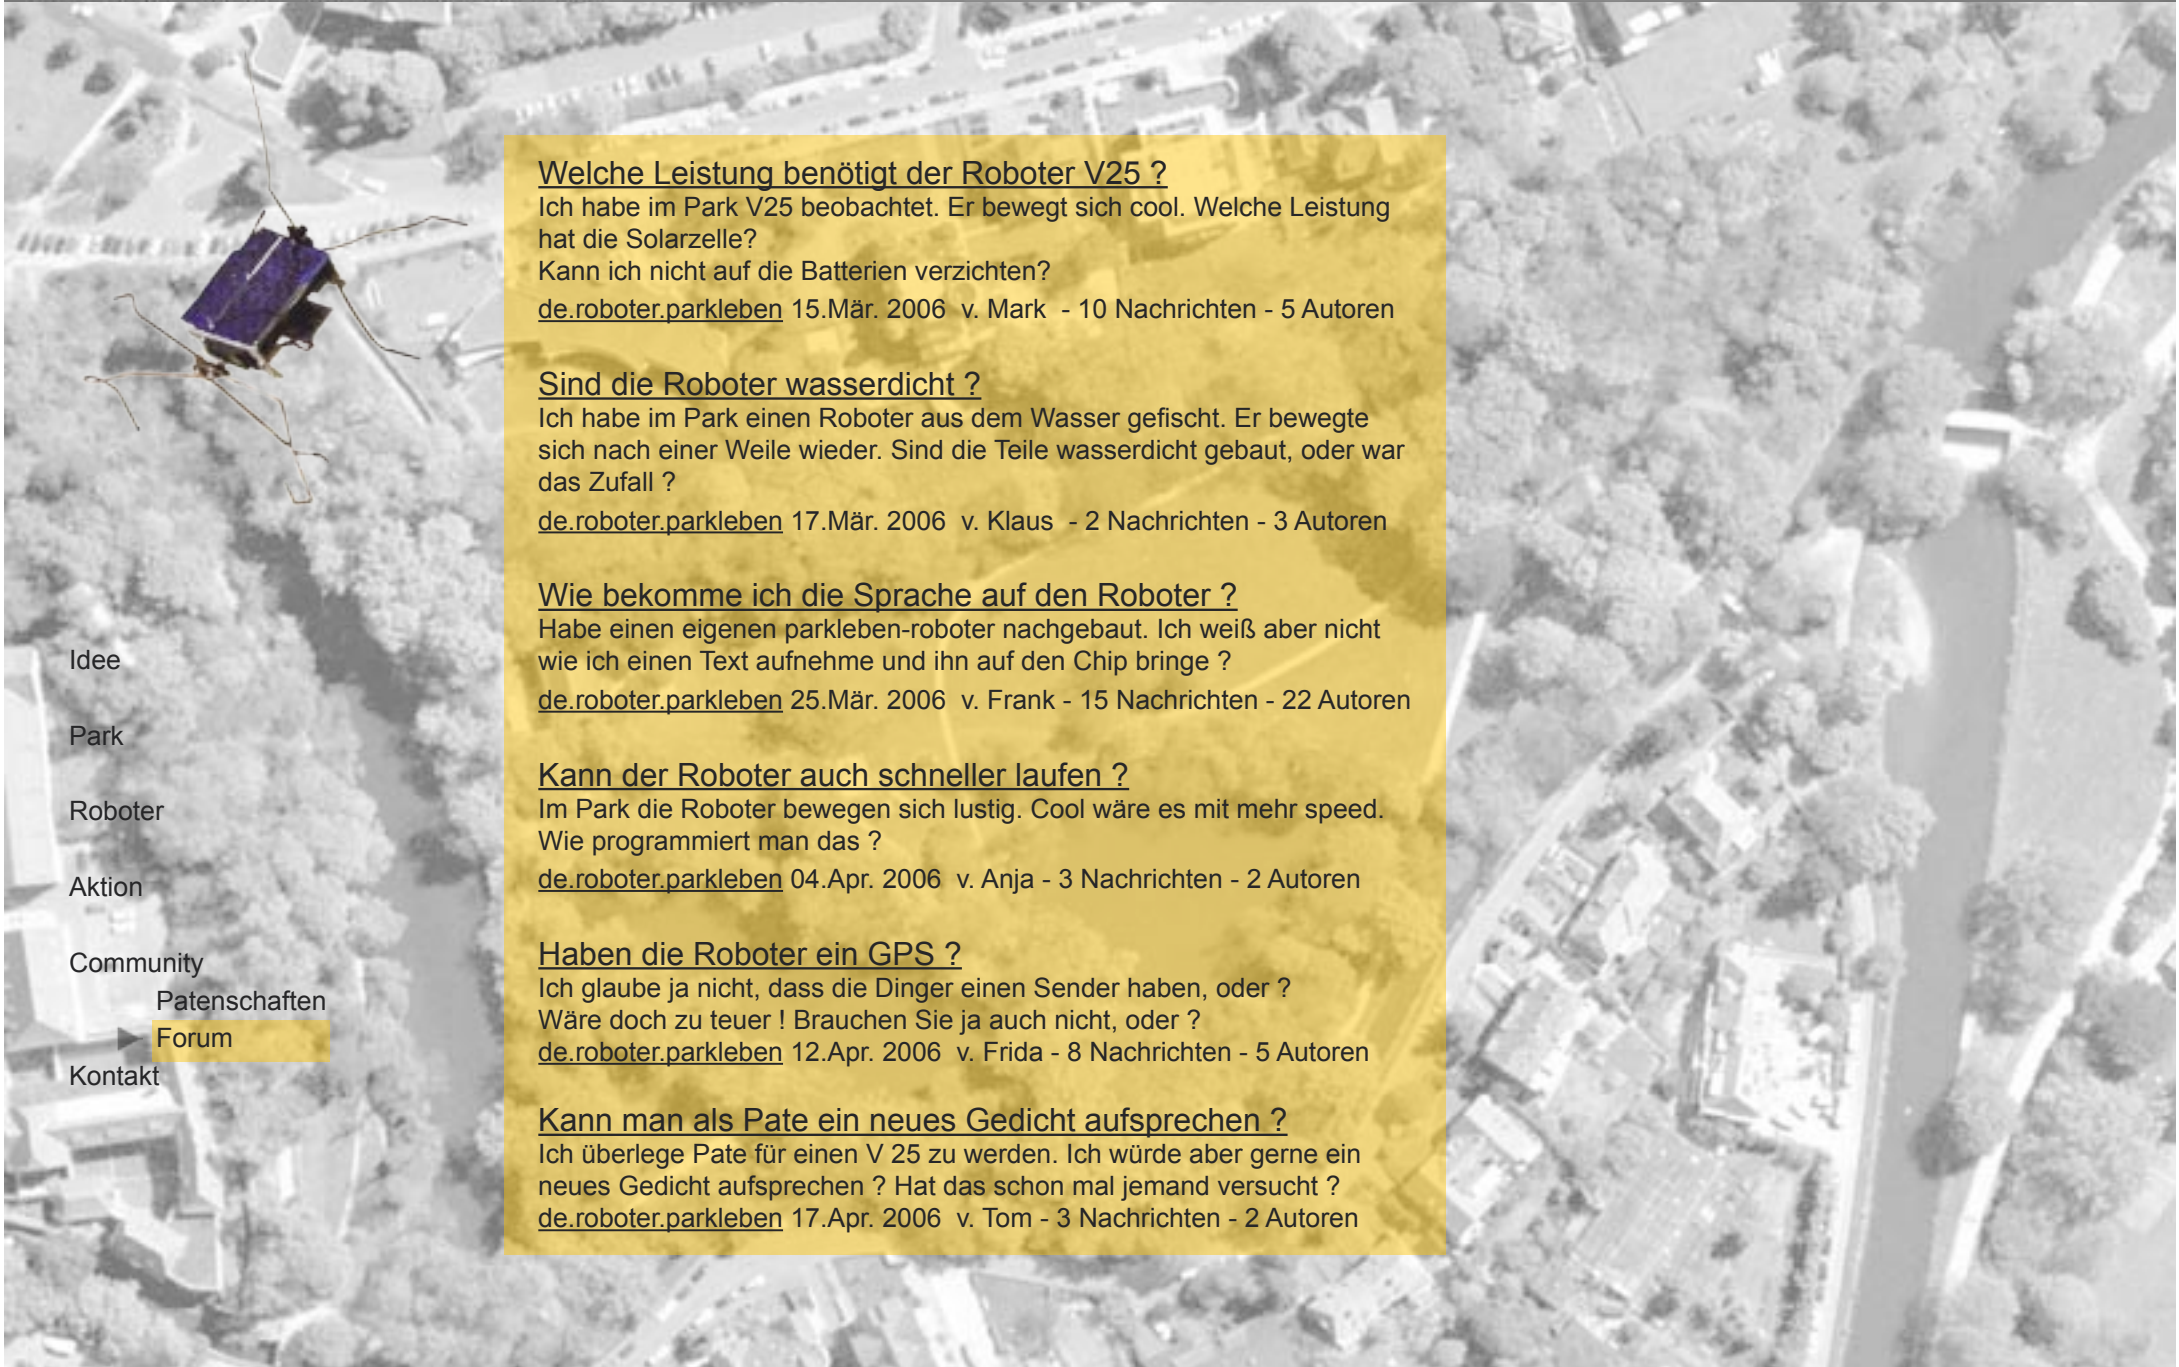 Welche Leistung benötigt der Roboter V25 ?
Ich habe im Park V25 beobachtet. Er bewegt sich cool. Welche Leistung
hat die Solarzelle?
Kann ich nicht auf die Batterien verzichten?
de.roboter.parkleben 15.Mär. 2006  v. Mark  - 10 Nachrichten - 5 Autoren
Sind die Roboter wasserdicht ?
Ich habe im Park einen Roboter aus dem Wasser gefischt. Er bewegte
sich nach einer Weile wieder. Sind die Teile wasserdicht gebaut, oder war
das Zufall ?
de.roboter.parkleben 17.Mär. 2006  v. Klaus  - 2 Nachrichten - 3 Autoren
Wie bekomme ich die Sprache auf den Roboter ?
Habe einen eigenen parkleben-roboter nachgebaut. Ich weiß aber nicht
wie ich einen Text aufnehme und ihn auf den Chip bringe ?
de.roboter.parkleben 25.Mär. 2006  v. Frank - 15 Nachrichten - 22 Autoren
Kann der Roboter auch schneller laufen ?
Im Park die Roboter bewegen sich lustig. Cool wäre es mit mehr speed.
Wie programmiert man das ?
de.roboter.parkleben 04.Apr. 2006  v. Anja - 3 Nachrichten - 2 Autoren
Haben die Roboter ein GPS ?
Ich glaube ja nicht, dass die Dinger einen Sender haben, oder ?
Wäre doch zu teuer ! Brauchen Sie ja auch nicht, oder ?
de.roboter.parkleben 12.Apr. 2006  v. Frida - 8 Nachrichten - 5 Autoren
Kann man als Pate ein neues Gedicht aufsprechen ?
Ich überlege Pate für einen V 25 zu werden. Ich würde aber gerne ein
neues Gedicht aufsprechen ? Hat das schon mal jemand versucht ?
de.roboter.parkleben 17.Apr. 2006  v. Tom - 3 Nachrichten - 2 Autoren
Idee
Park
Roboter
Aktion
Community
Patenschaften
Forum
Kontakt